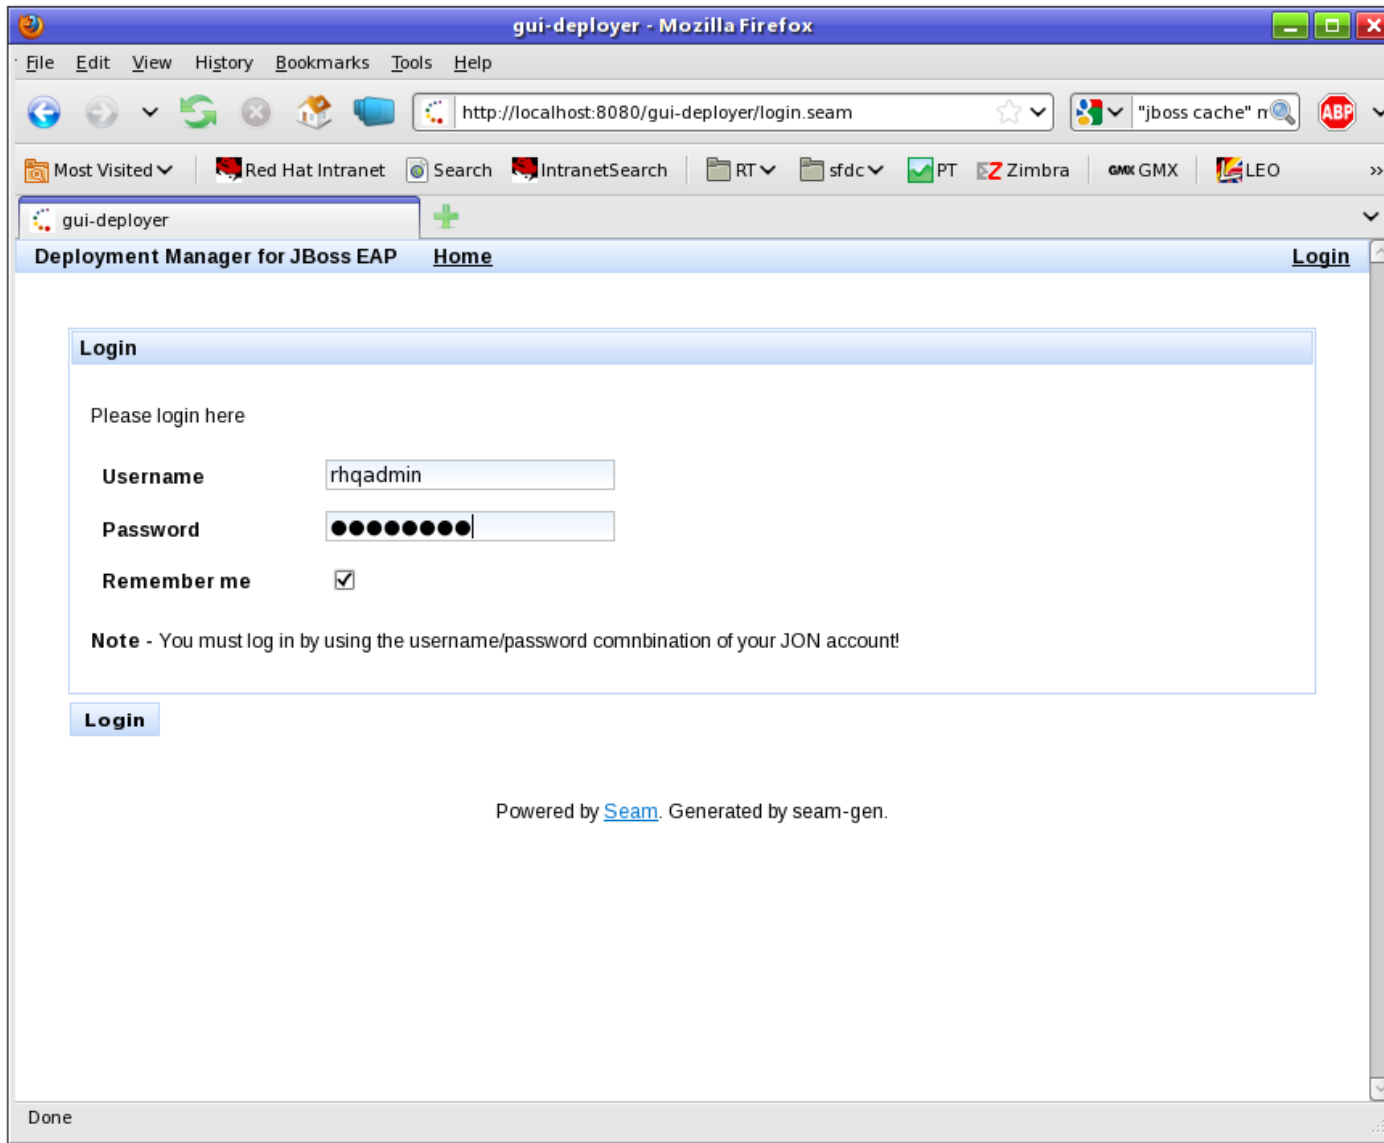 gui-deployer - Mozilla Firefox
File Edit View History Bookmarks Tools Help
http://localhost:8080/gui-deployer/login.seam "jboss cache" ABP
Most Visited Red Hat Intranet Search IntranetSearch RT sfdc PT Zimbra GMX GMX LEO »
gui-deployer
Deployment Manager for JBoss EAP Home Login
Login
Please login here
Username rhqadmin
Password ●●●●●●●●
Remember me
Note - You must log in by using the username/password comnbination of your JON account!
Login
Powered by Seam. Generated by seam-gen.
Done